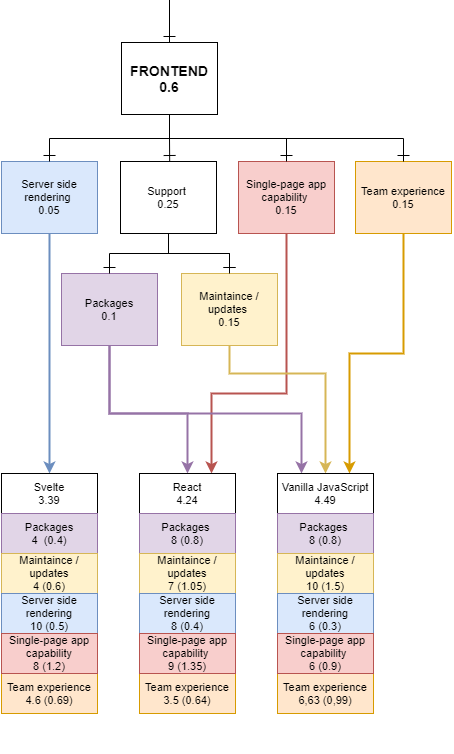 FRONTEND
0.6
Server side
rendering
0.05
Support
0.25
Single-page app
capability
0.15
Team experience
0.15
Packages
0.1
Maintaince /
updates
0.15
Svelte
3.39
Packages
4 (0.4)
Maintaince /
updates
4 (0.6)
Server side
rendering
10 (0.5)
Single-page app
capability
8 (1.2)
Team experience
4.6 (0.69)
React
4.24
Packages
8 (0.8)
Maintaince /
updates
7 (1.05)
Server side
rendering
8 (0.4)
Single-page app
capability
9 (1.35)
Team experience
3.5 (0.64)
Vanilla JavaScript
4.49
Packages
8 (0.8)
Maintaince /
updates
10 (1.5)
Server side
rendering
6 (0.3)
Single-page app
capability
6 (0.9)
Team experience
6,63 (0,99)